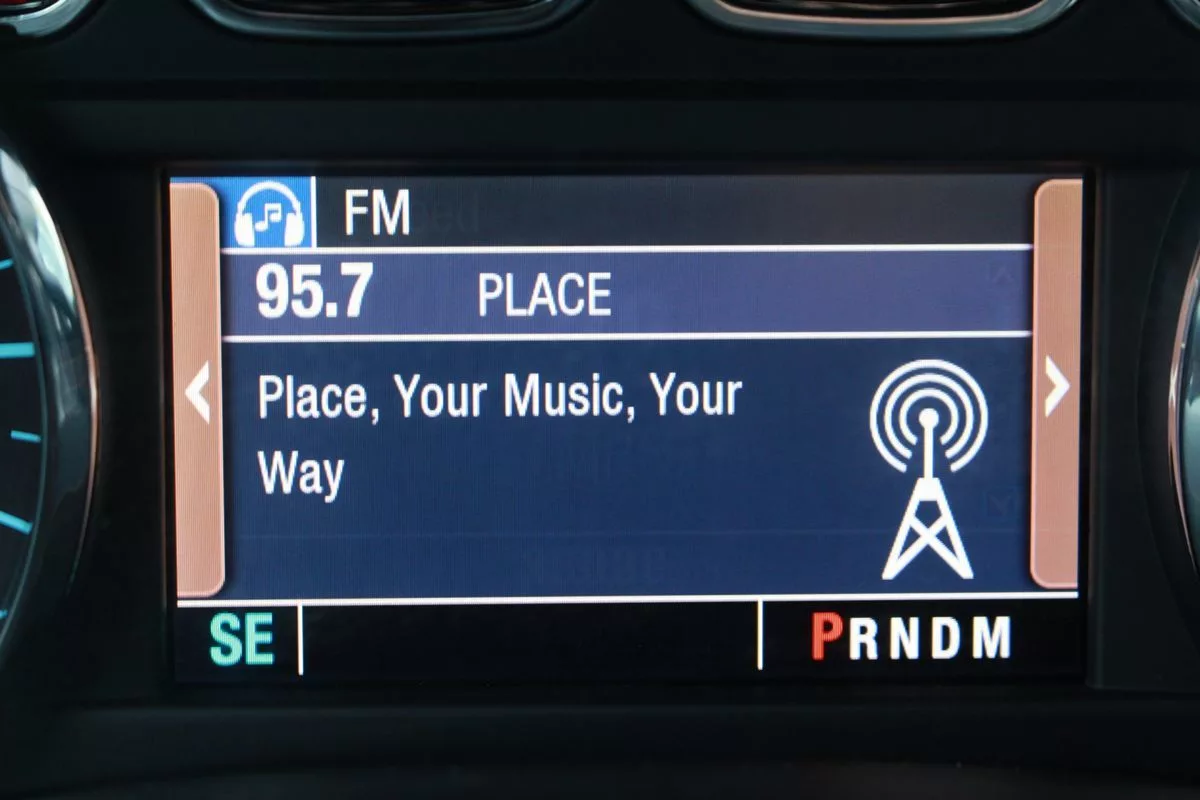 FM
95.7 PLACE
Place, Your Music, Your
Way
SE PRNDM